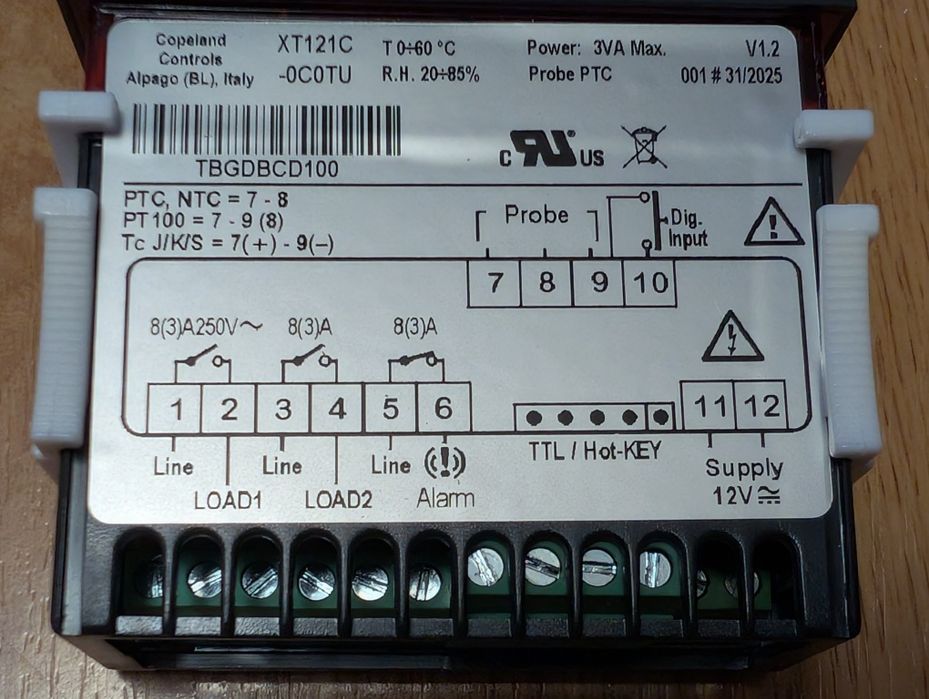 Copeland
Controls
Alpago (BL), Italy
XT121C
-0C0TU
T 0÷60 °C
R.H. 20÷85%
Power: 3VA Max.
Probe PTC
V1.2
001 # 31/2025
TBGDBCD100
c RU US
PTC, NTC = 7 - 8
PT100 = 7 - 9 (8)
Tc J/K/S = 7(+) - 9(–)
Probe
Dig.
Input
7 8 9 10
8(3)A250V~ 8(3)A 8(3)A
1 2 3 4 5 6
11 12
Line LOAD1 Line LOAD2 Line Alarm
TTL / Hot-KEY
Supply
12V≂